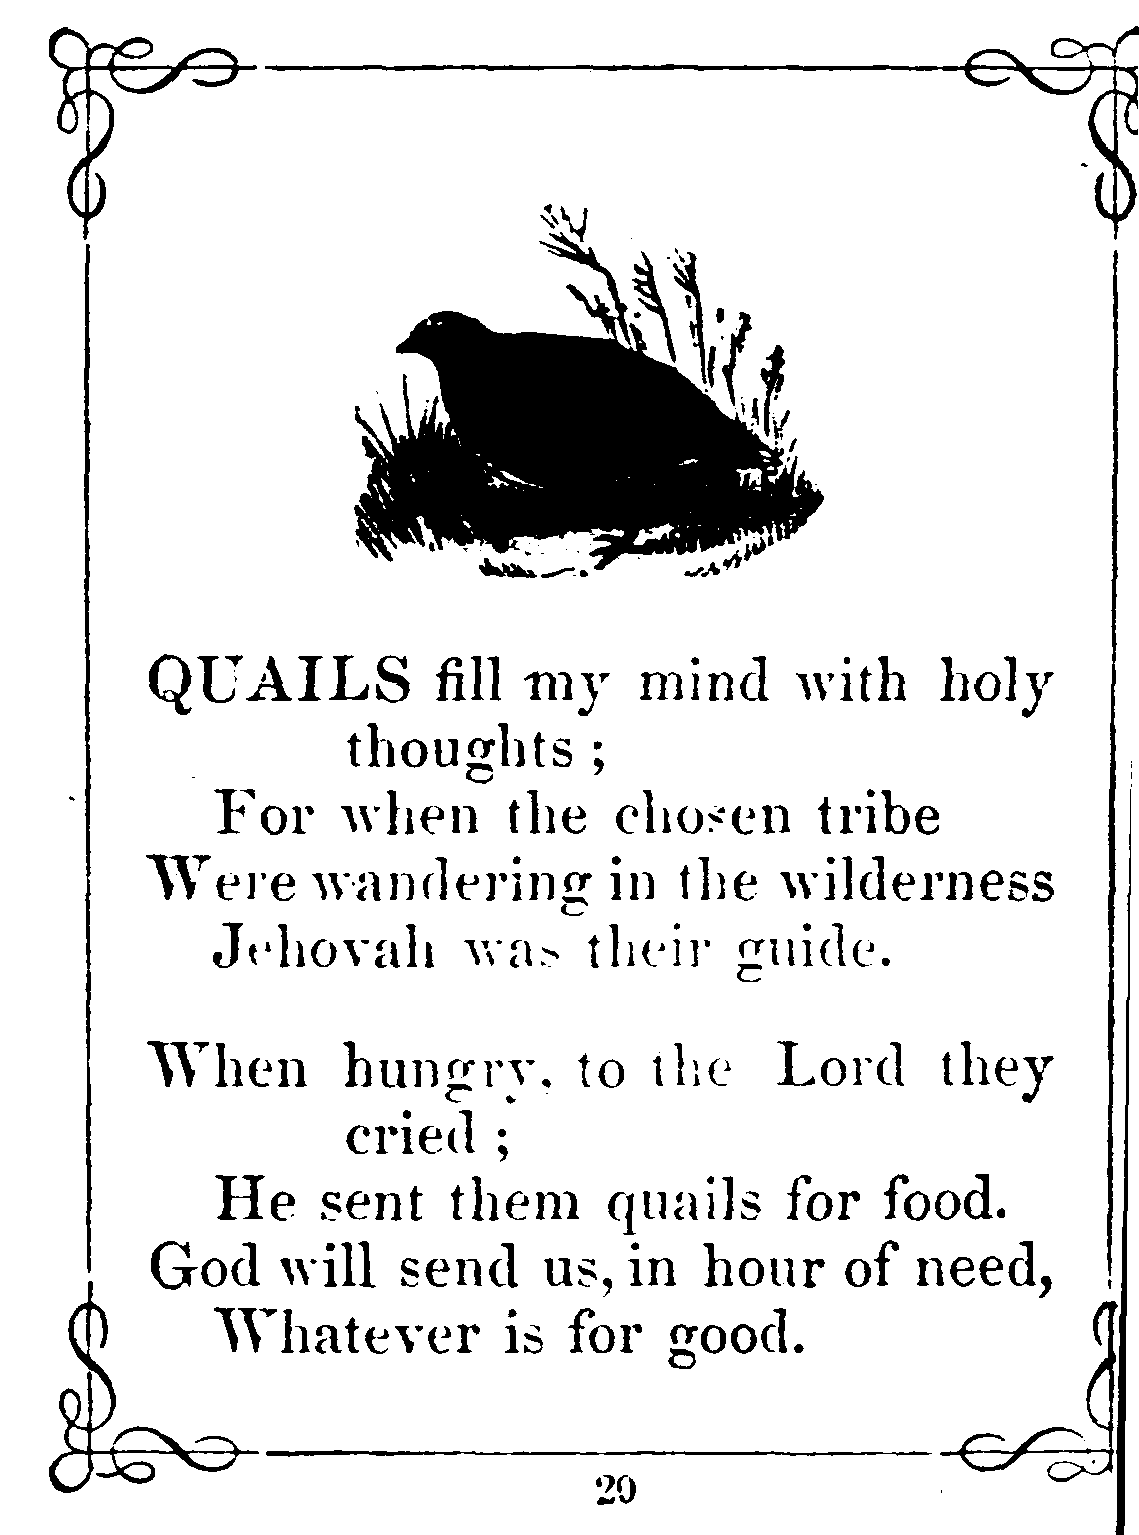 QUAILS fill my mind with holy
thoughts ;
For when the chosen tribe
Were wandering in the wilderness
Jehovah was their guide.
When hungry, to the Lord they
cried ;
He sent them quails for food.
God will send us, in hour of need,
Whatever is for good.
20